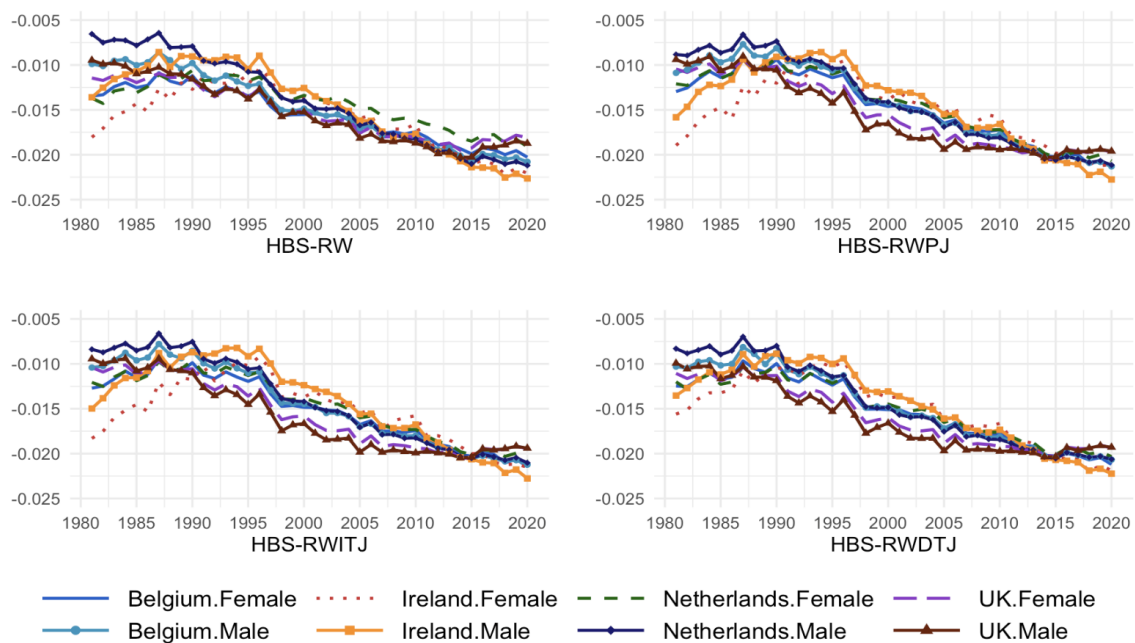 -0.005
-0.010
-0.015
-0.020
-0.025
1980 1985 1990 1995 2000 2005 2010 2015 2020
HBS-RW
-0.005
-0.010
-0.015
-0.020
-0.025
1980 1985 1990 1995 2000 2005 2010 2015 2020
HBS-RWPJ
-0.005
-0.010
-0.015
-0.020
-0.025
1980 1985 1990 1995 2000 2005 2010 2015 2020
HBS-RWITJ
-0.005
-0.010
-0.015
-0.020
-0.025
1980 1985 1990 1995 2000 2005 2010 2015 2020
HBS-RWDTJ
Belgium.Female Ireland.Female Netherlands.Female UK.Female
Belgium.Male Ireland.Male Netherlands.Male UK.Male